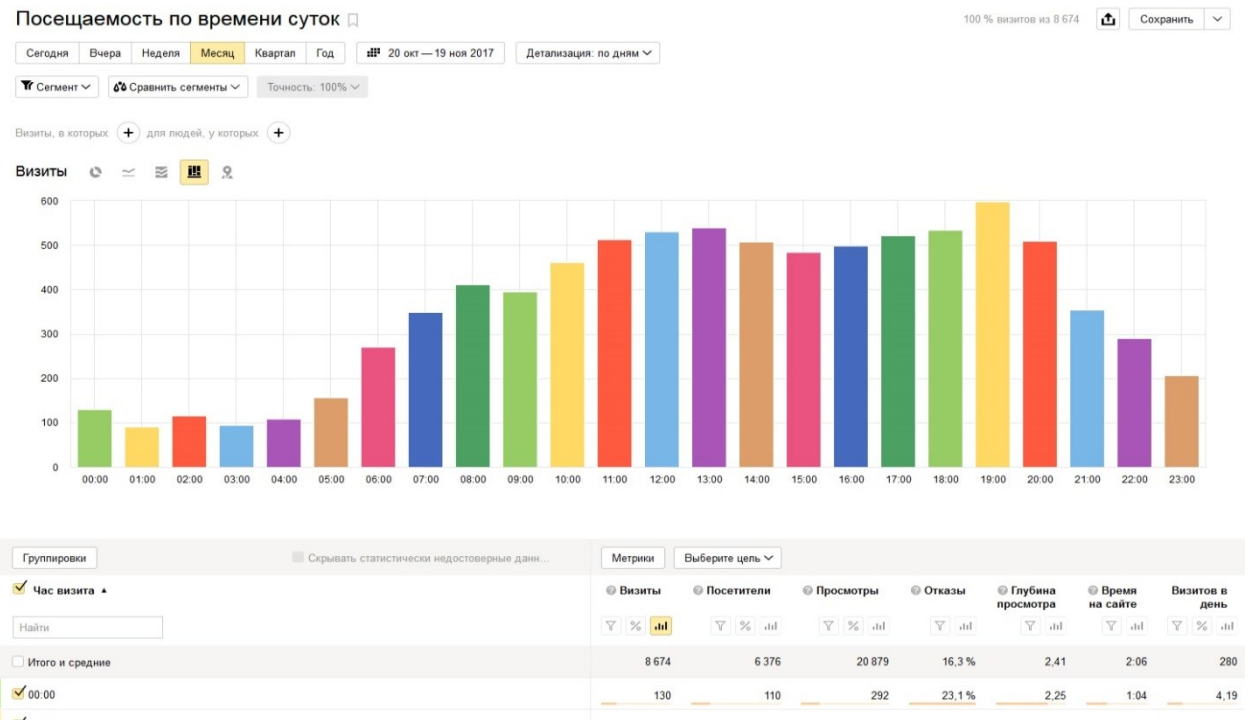 Посещаемость по времени суток
100 % визитов из 8 674
Сохранить
Сегодня Вчера Неделя Месяц Квартал Год 20 окт — 19 ноя 2017 Детализация: по дням
Сегмент Сравнить сегменты Точность: 100%
Визиты, в которых + для людей, у которых +
Визиты
600
500
400
300
200
100
0
00:00 01:00 02:00 03:00 04:00 05:00 06:00 07:00 08:00 09:00 10:00 11:00 12:00 13:00 14:00 15:00 16:00 17:00 18:00 19:00 20:00 21:00 22:00 23:00
Группировки Скрывать статистически недостоверные данн... Метрики Выберите цель
Час визита ▲ Визиты Посетители Просмотры Отказы Глубина Время Визитов в
просмотра на сайте день
Найти % % % %
Итого и средние 8 674 6 376 20 879 16,3 % 2,41 2:06 280
00:00 130 110 292 23,1 % 2,25 1:04 4,19